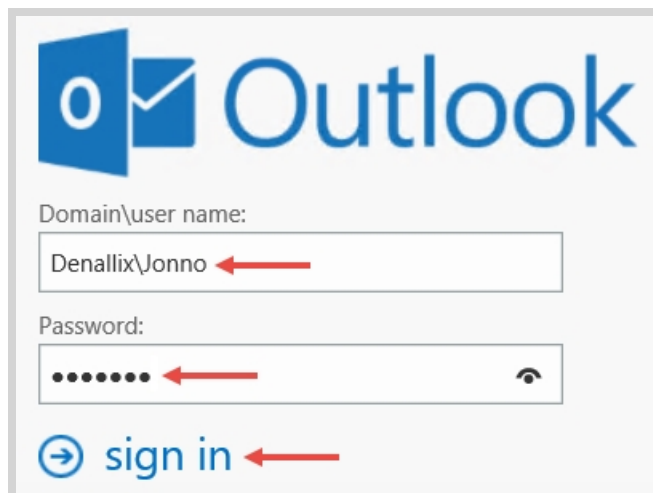 O Outlook
Domain\user name:
Denallix\Jonno
Password:
•••••••
sign in